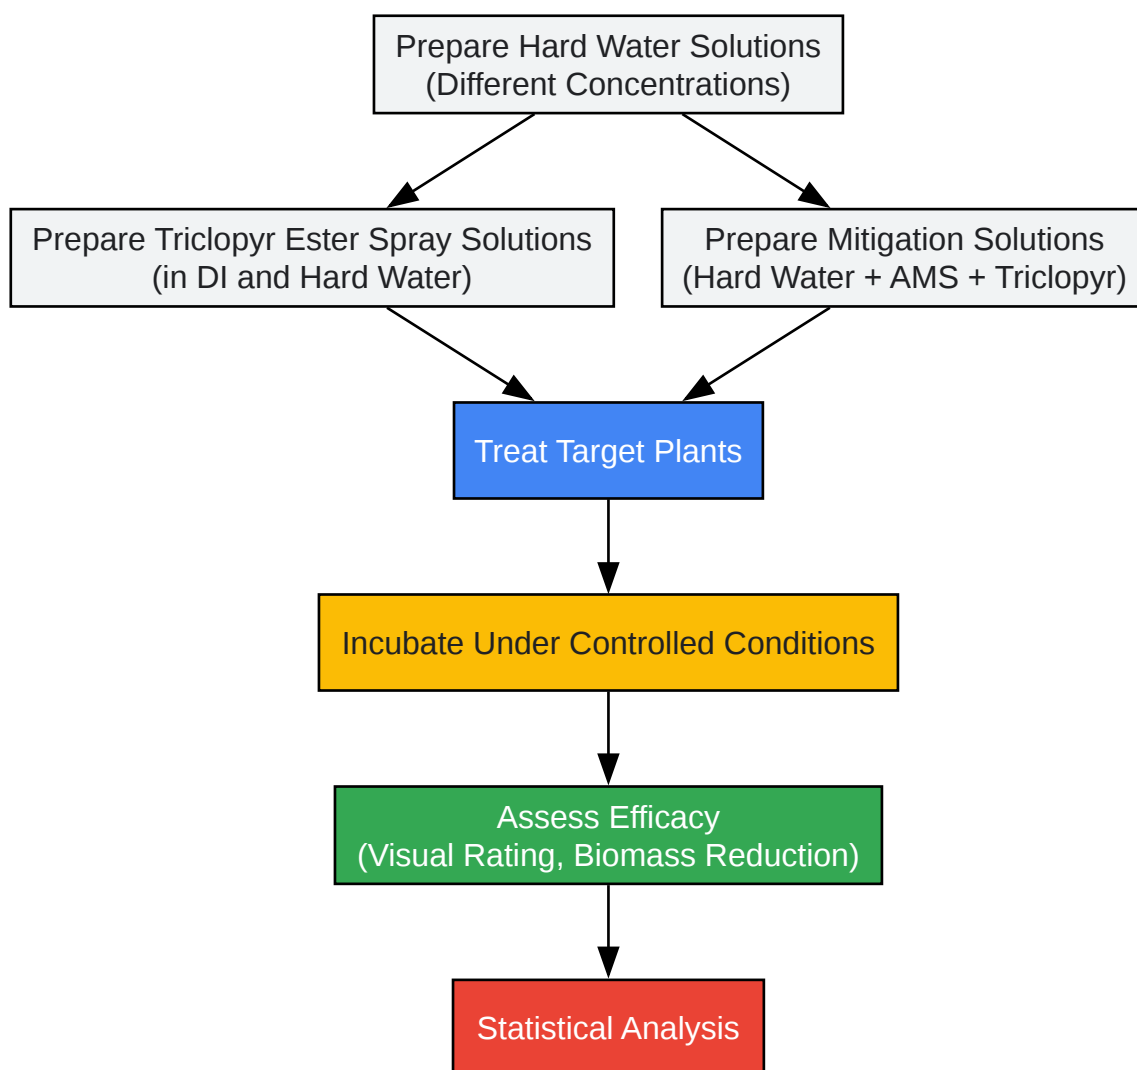 Prepare Hard Water Solutions
(Different Concentrations)
Prepare Triclopyr Ester Spray Solutions
(in DI and Hard Water)
Prepare Mitigation Solutions
(Hard Water + AMS + Triclopyr)
Treat Target Plants
Incubate Under Controlled Conditions
Assess Efficacy
(Visual Rating, Biomass Reduction)
Statistical Analysis